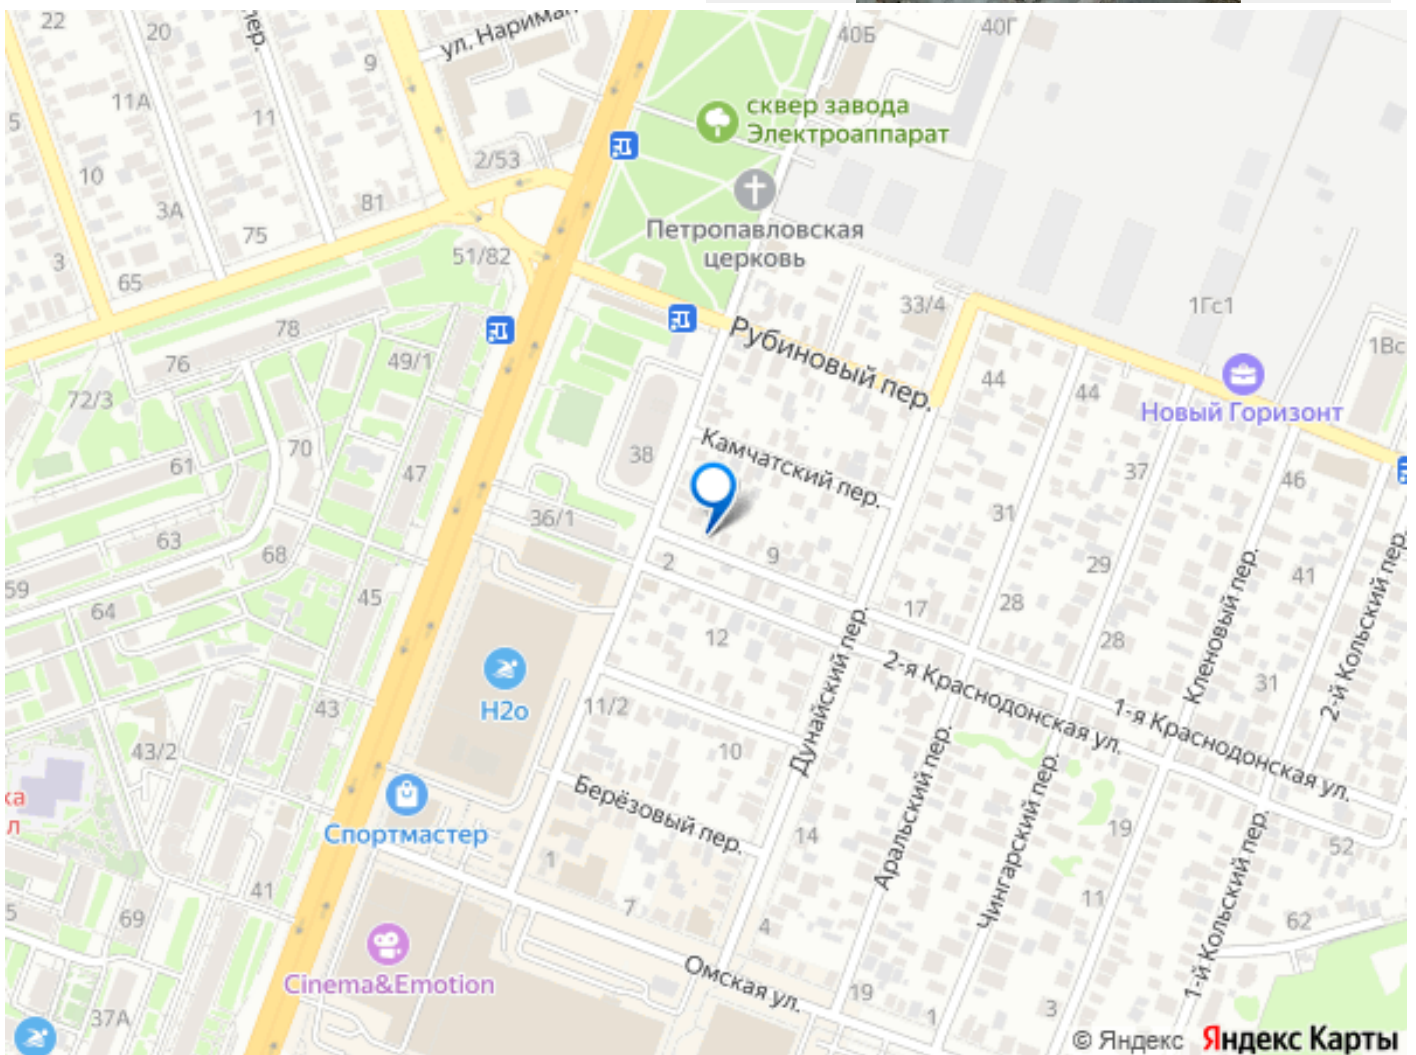 22
20
пер.
9
ул. Нариман
40Б
40Г
11А
11
5
сквер завода
Электроаппарат
2/53
10
3А
81
75
Петропавловская
церковь
51/82
3
65
33/4
1Гс1
78
76
49/1
Рубиновый пер.
1Вс
72/3
44
44
Новый Горизонт
70
61
47
38
Камчатский пер.
37
46
31
36/1
63
68
2
9
29
41
59
64
45
17
28
28
12
Кленовый пер.
2-й Кольский пер.
Дунайский пер.
2-я Краснодонская ул.
1-я Краснодонская ул.
31
Н2о
43
11/2
43/2
10
Аральский пер.
Чингарский пер.
ка
л
Спортмастер
Берёзовый пер.
14
19
52
1
1-й Кольский пер.
41
5
69
7
4
11
62
Cinema&Emotion
Омская ул.
37А
19
1
3
© Яндекс Яндекс Карты